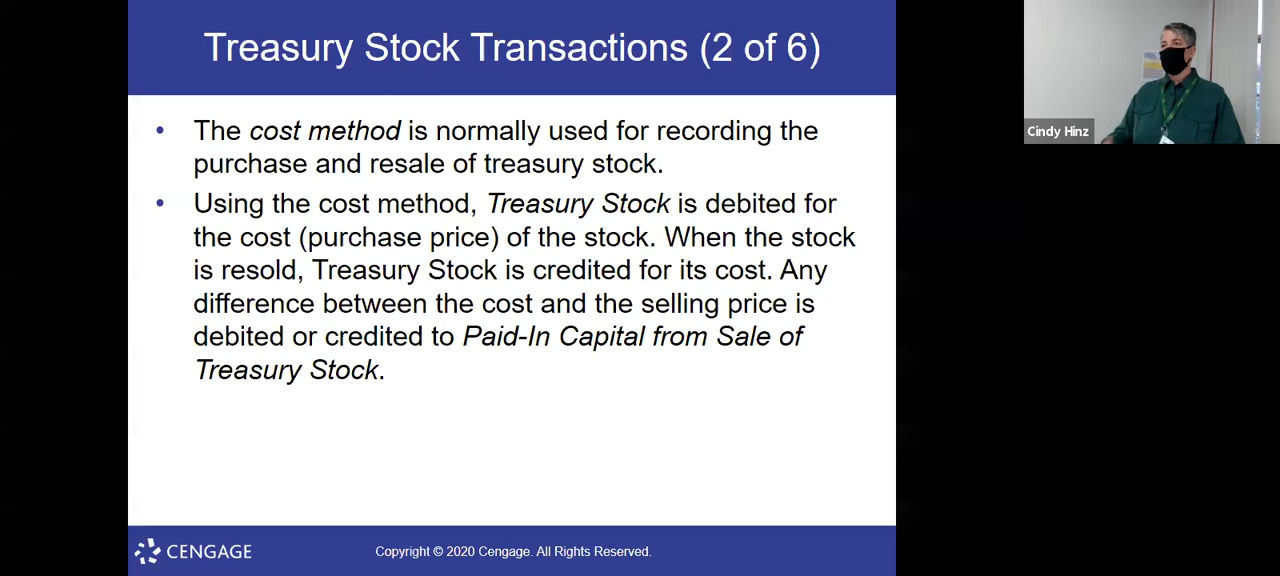 Treasury Stock Transactions (2 of 6)
• The cost method is normally used for recording the
purchase and resale of treasury stock.
• Using the cost method, Treasury Stock is debited for
the cost (purchase price) of the stock. When the stock
is resold, Treasury Stock is credited for its cost. Any
difference between the cost and the selling price is
debited or credited to Paid-In Capital from Sale of
Treasury Stock.
CENGAGE
Copyright © 2020 Cengage. All Rights Reserved.
Cindy Hinz